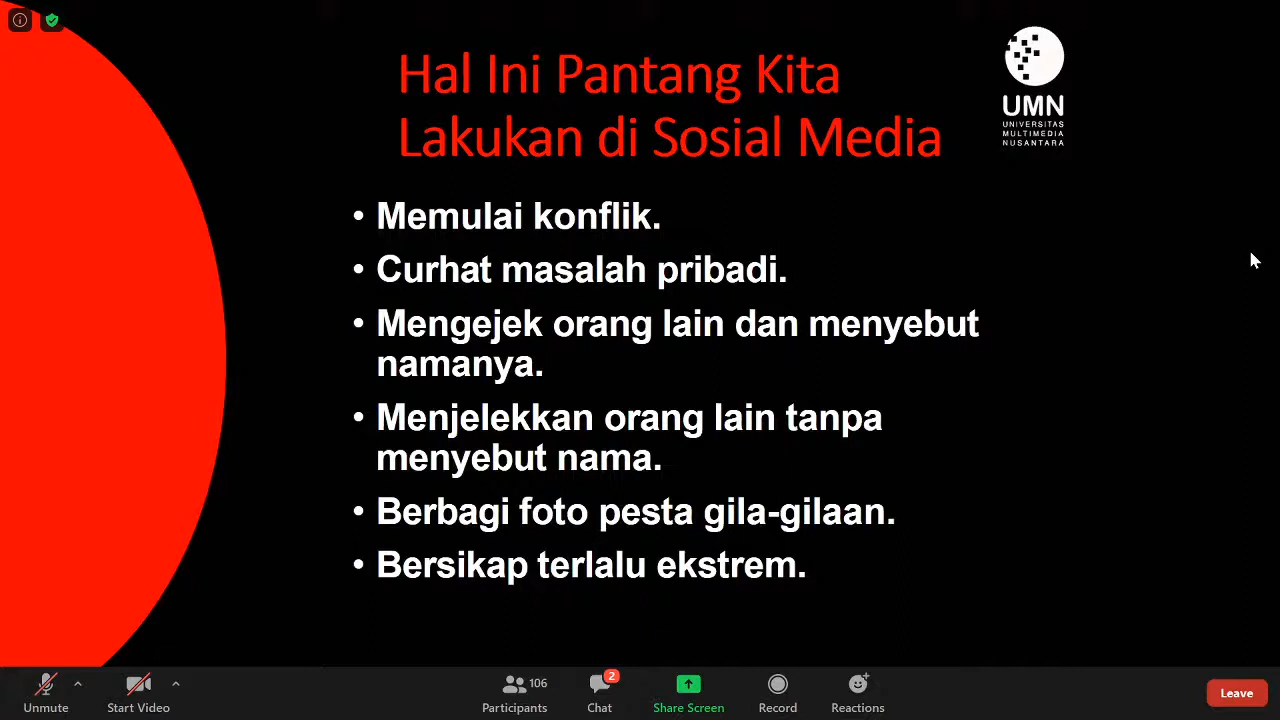 Hal Ini Pantang Kita
Lakukan di Sosial Media
UMN
UNIVERSITAS
MULTIMEDIA
NUSANTARA
• Memulai konflik.
• Curhat masalah pribadi.
• Mengejek orang lain dan menyebut
namanya.
• Menjelekkan orang lain tanpa
menyebut nama.
• Berbagi foto pesta gila-gilaan.
• Bersikap terlalu ekstrem.
Unmute
Start Video
106
Participants
2
Chat
Share Screen
Record
Reactions
Leave